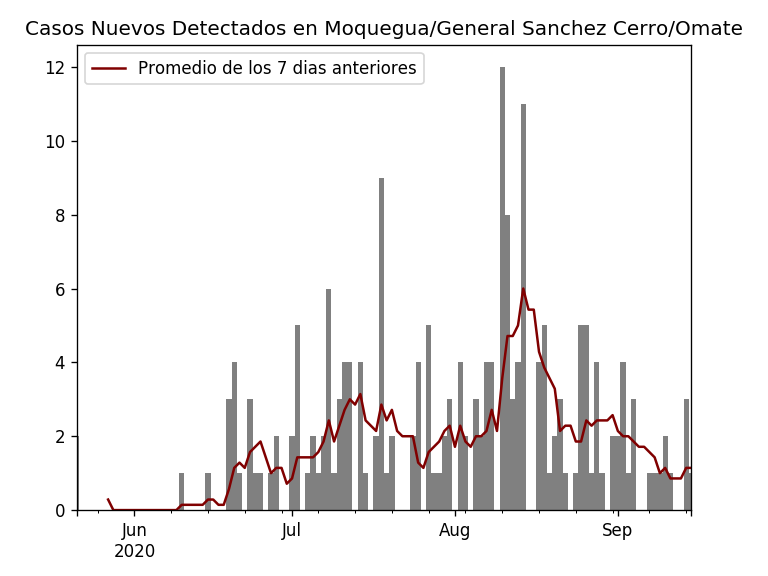 Casos Nuevos Detectados en Moquegua/General Sanchez Cerro/Omate
Promedio de los 7 dias anteriores
12
10
8
6
4
2
0
Jun
2020
Jul
Aug
Sep